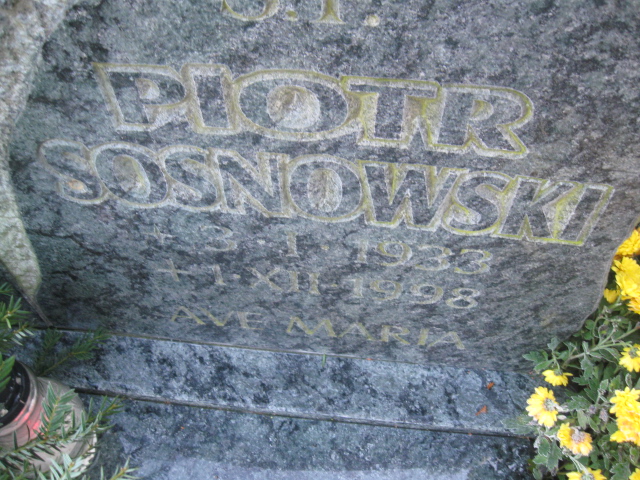 Ś.P.
PIOTR
SOSNOWSKI
+ 3 · I · 1933
+ 1 · XII · 1998
AVE MARIA